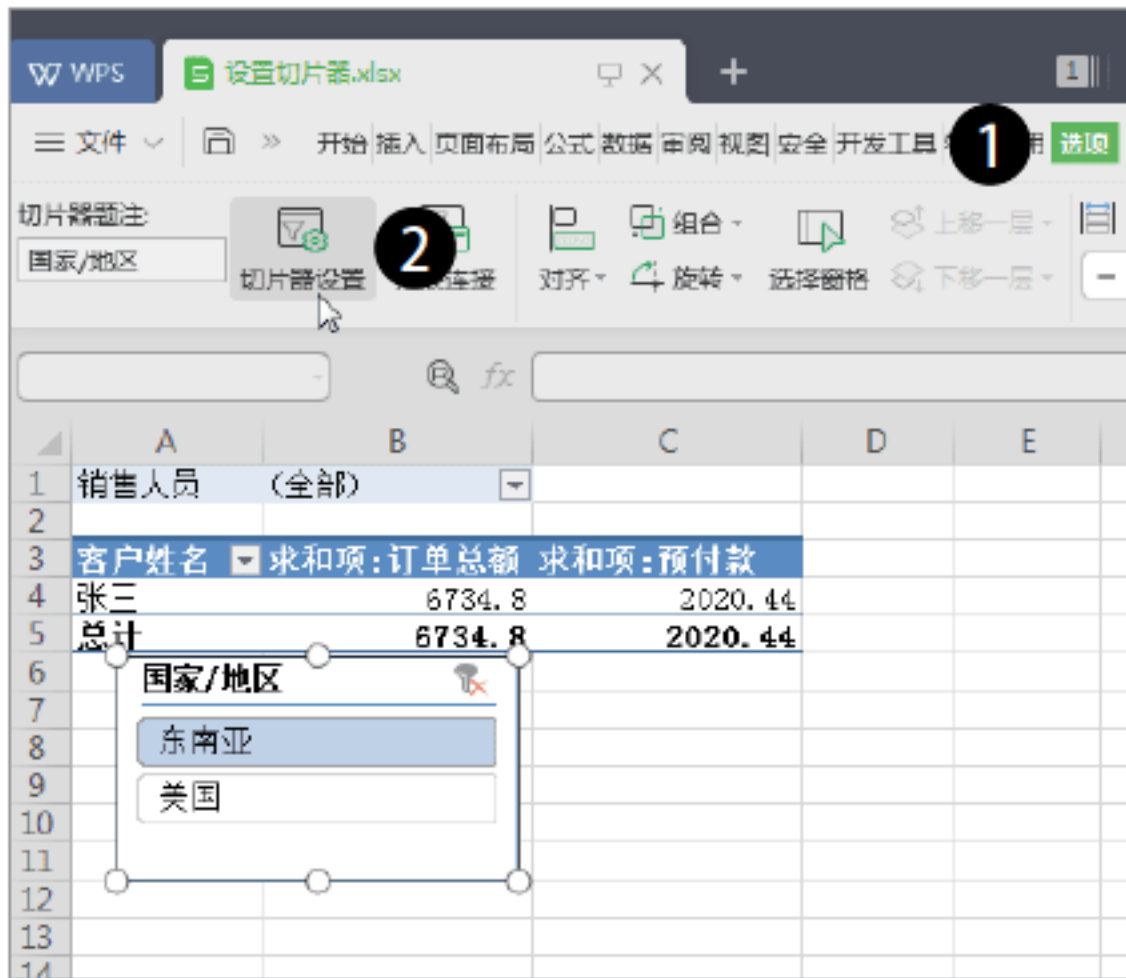 WPS 设置切片器.xlsx 1
文件 开始 插入 页面布局 公式 数据 审阅 视图 安全 开发工具 1 用 选项
切片器题注:
国家/地区
切片器设置 2 连接 对齐 组合 旋转 选择窗格 上移一层 下移一层
fx
A B C D E
1 销售人员 (全部)
2
3 客户姓名 求和项:订单总额 求和项:预付款
4 张三 6734.8 2020.44
5 总计 6734.8 2020.44
6 国家/地区
7
8 东南亚
9 美国
10
11
12
13
14